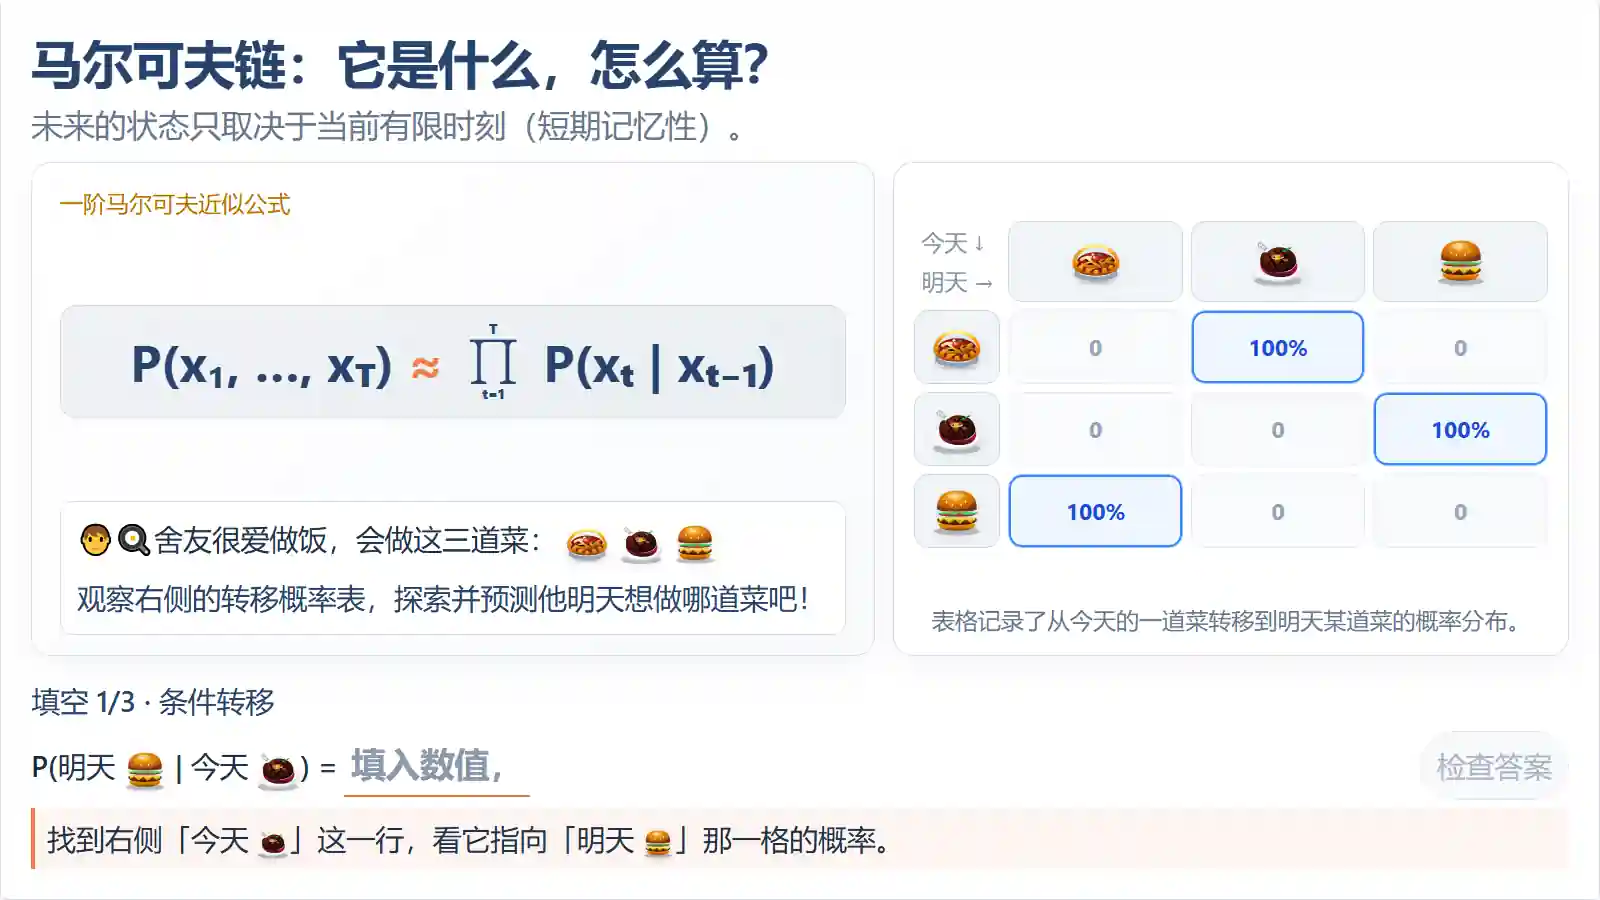 马尔可夫链：它是什么，怎么算？
未来的状态只取决于当前有限时刻（短期记忆性）。
一阶马尔可夫近似公式
P(x₁, …, x_T) ≈ ∏ₜ₌₁ᵀ P(xₜ | xₜ₋₁)
舍友很爱做饭，会做这三道菜：
观察右侧的转移概率表，探索并预测他明天想做哪道菜吧！
今天 ↓
明天 →
0 100% 0
0 0 100%
100% 0 0
表格记录了从今天的一道菜转移到明天某道菜的概率分布。
填空 1/3 · 条件转移
P(明天 🍔 | 今天 ) = 填入数值，
检查答案
找到右侧「今天 」这一行，看它指向「明天 🍔」那一格的概率。